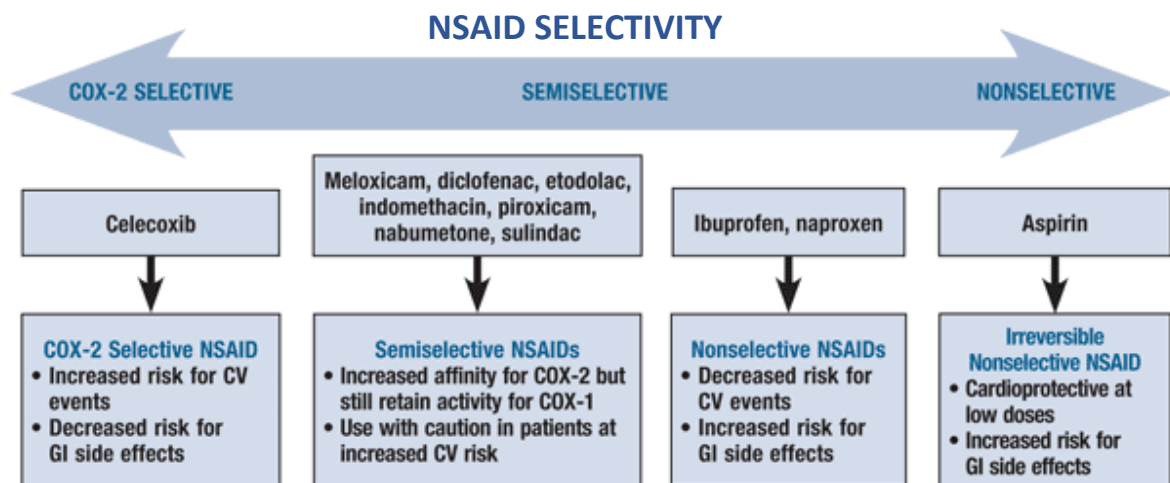 NSAID SELECTIVITY
COX-2 SELECTIVE
SEMISELECTIVE
NONSELECTIVE
Celecoxib
Meloxicam, diclofenac, etodolac,
indomethacin, piroxicam,
nabumetone, sulindac
Ibuprofen, naproxen
Aspirin
COX-2 Selective NSAID
• Increased risk for CV
events
• Decreased risk for
GI side effects
Semiselective NSAIDs
• Increased affinity for COX-2 but
still retain activity for COX-1
• Use with caution in patients at
increased CV risk
Nonselective NSAIDs
• Decreased risk for
CV events
• Increased risk for
GI side effects
Irreversible
Nonselective NSAID
• Cardioprotective at
low doses
• Increased risk for
GI side effects